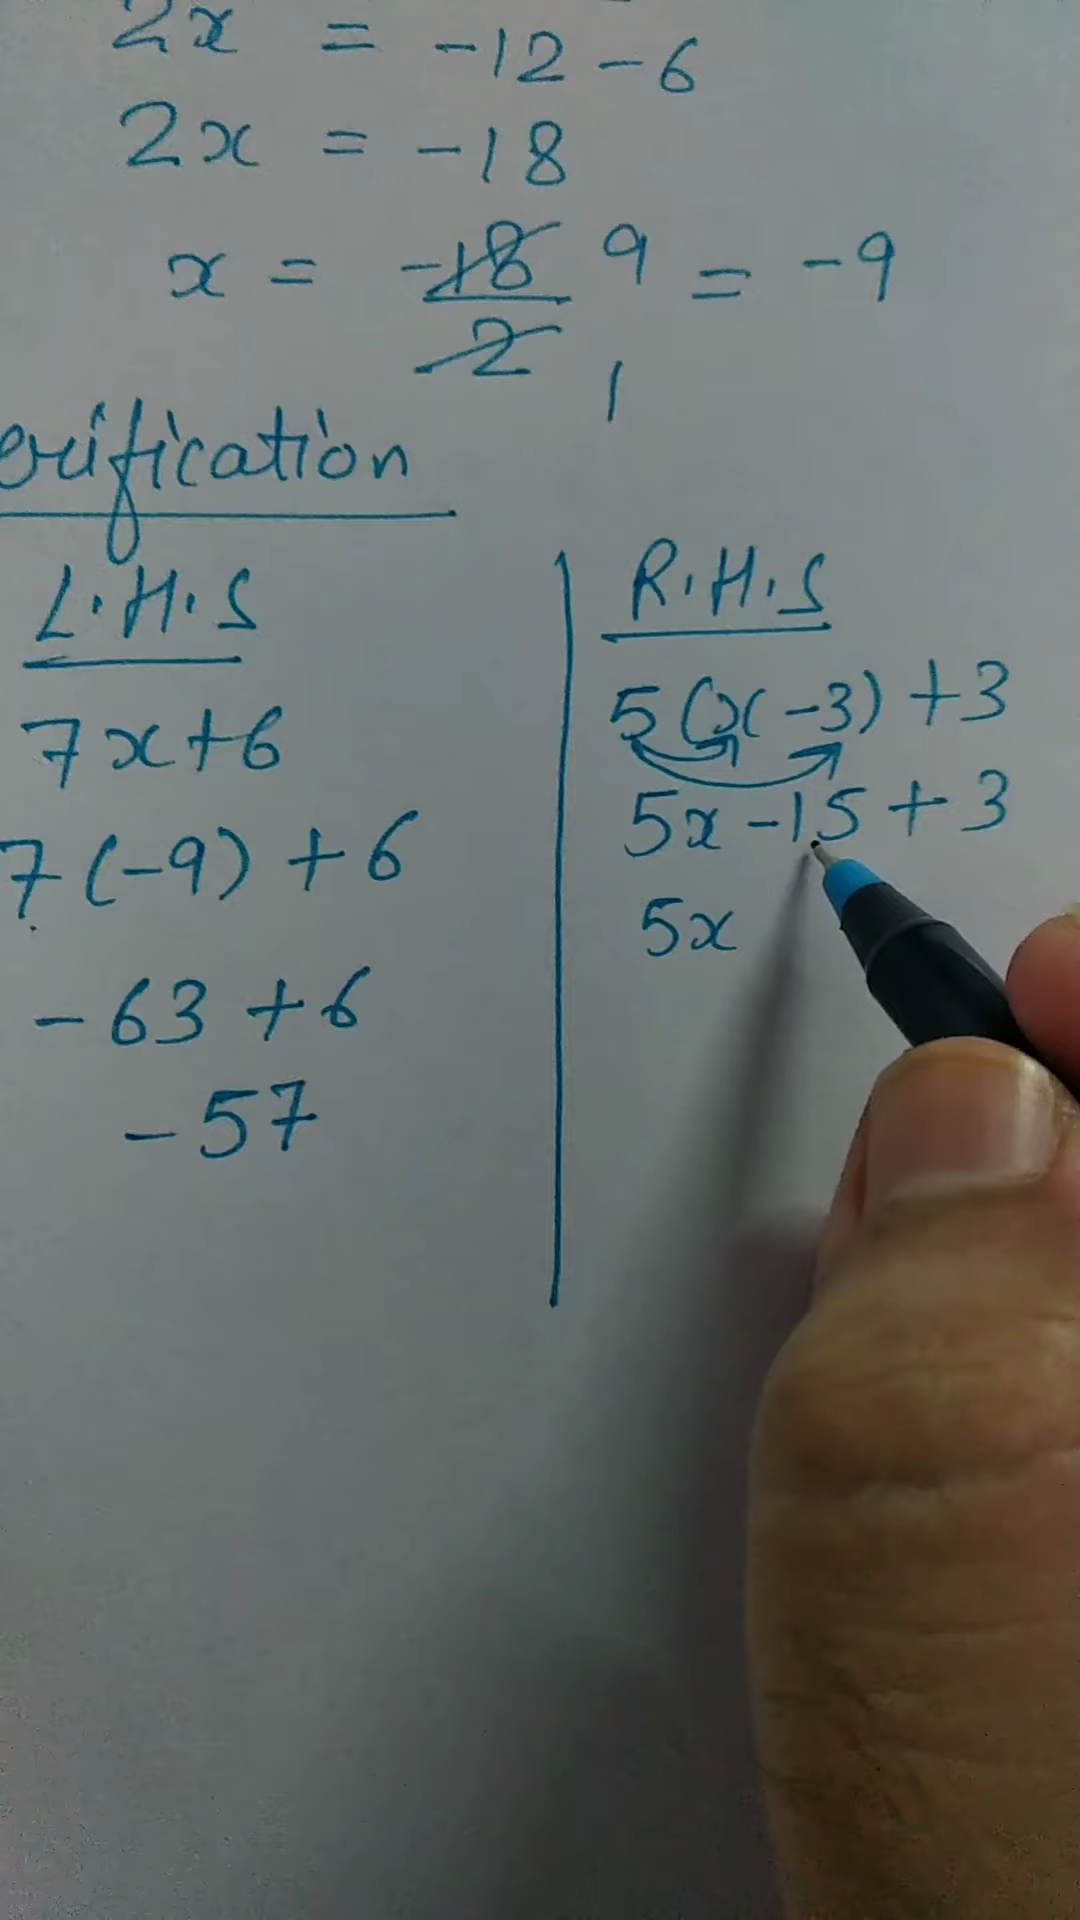 2x = -12 - 6
2x = -18
x = -18/2 9 1 = -9
erification
L.H.S
7x + 6
7(-9) + 6
-63 + 6
-57
R.H.S
5(x-3) + 3
5x - 15 + 3
5x